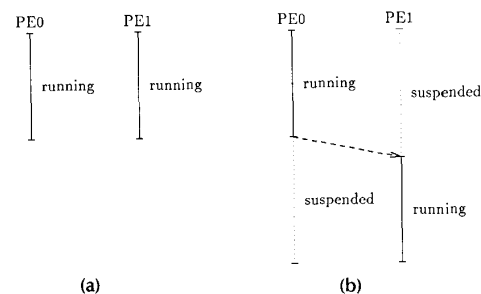 PE0 PE1
running running
(a)
PE0 PE1
running
suspended
suspended
running
(b)